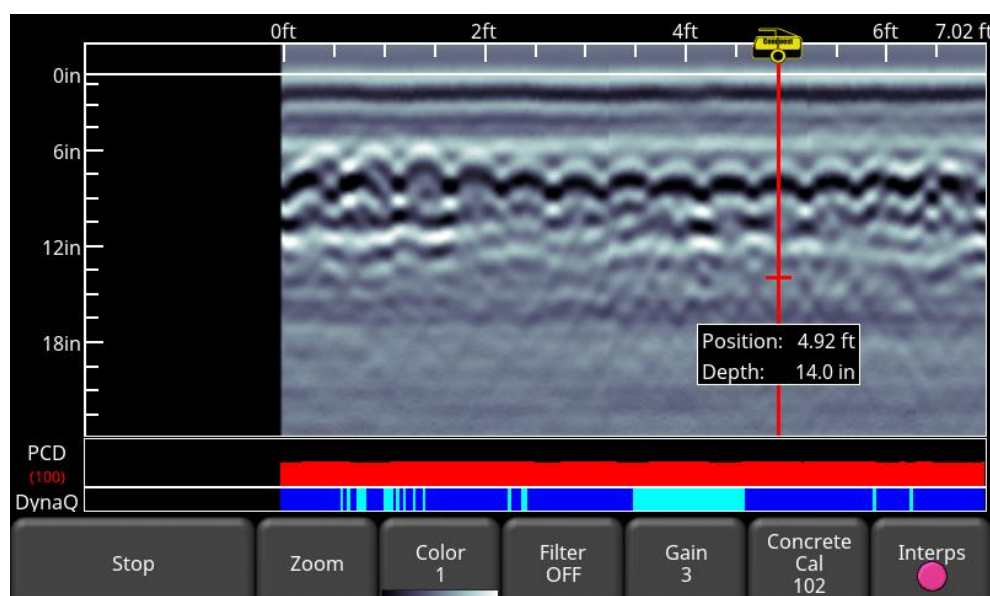 0ft 2ft 4ft 6ft 7.02 ft
Conquest
0in
6in
12in
18in
Position: 4.92 ft
Depth: 14.0 in
PCD
(100)
DynaQ
Stop
Zoom
Color
1
Filter
OFF
Gain
3
Concrete
Cal
102
Interps